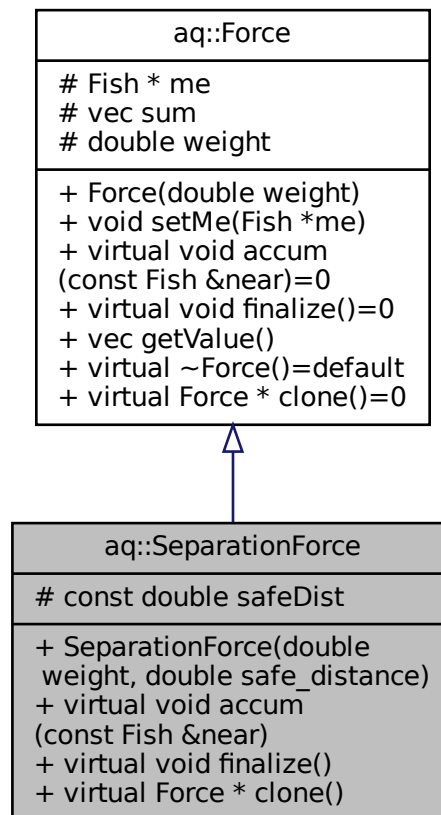 aq::Force
# Fish * me
# vec sum
# double weight
+ Force(double weight)
+ void setMe(Fish *me)
+ virtual void accum
(const Fish &near)=0
+ virtual void finalize()=0
+ vec getValue()
+ virtual ~Force()=default
+ virtual Force * clone()=0
aq::SeparationForce
# const double safeDist
+ SeparationForce(double
weight, double safe_distance)
+ virtual void accum
(const Fish &near)
+ virtual void finalize()
+ virtual Force * clone()